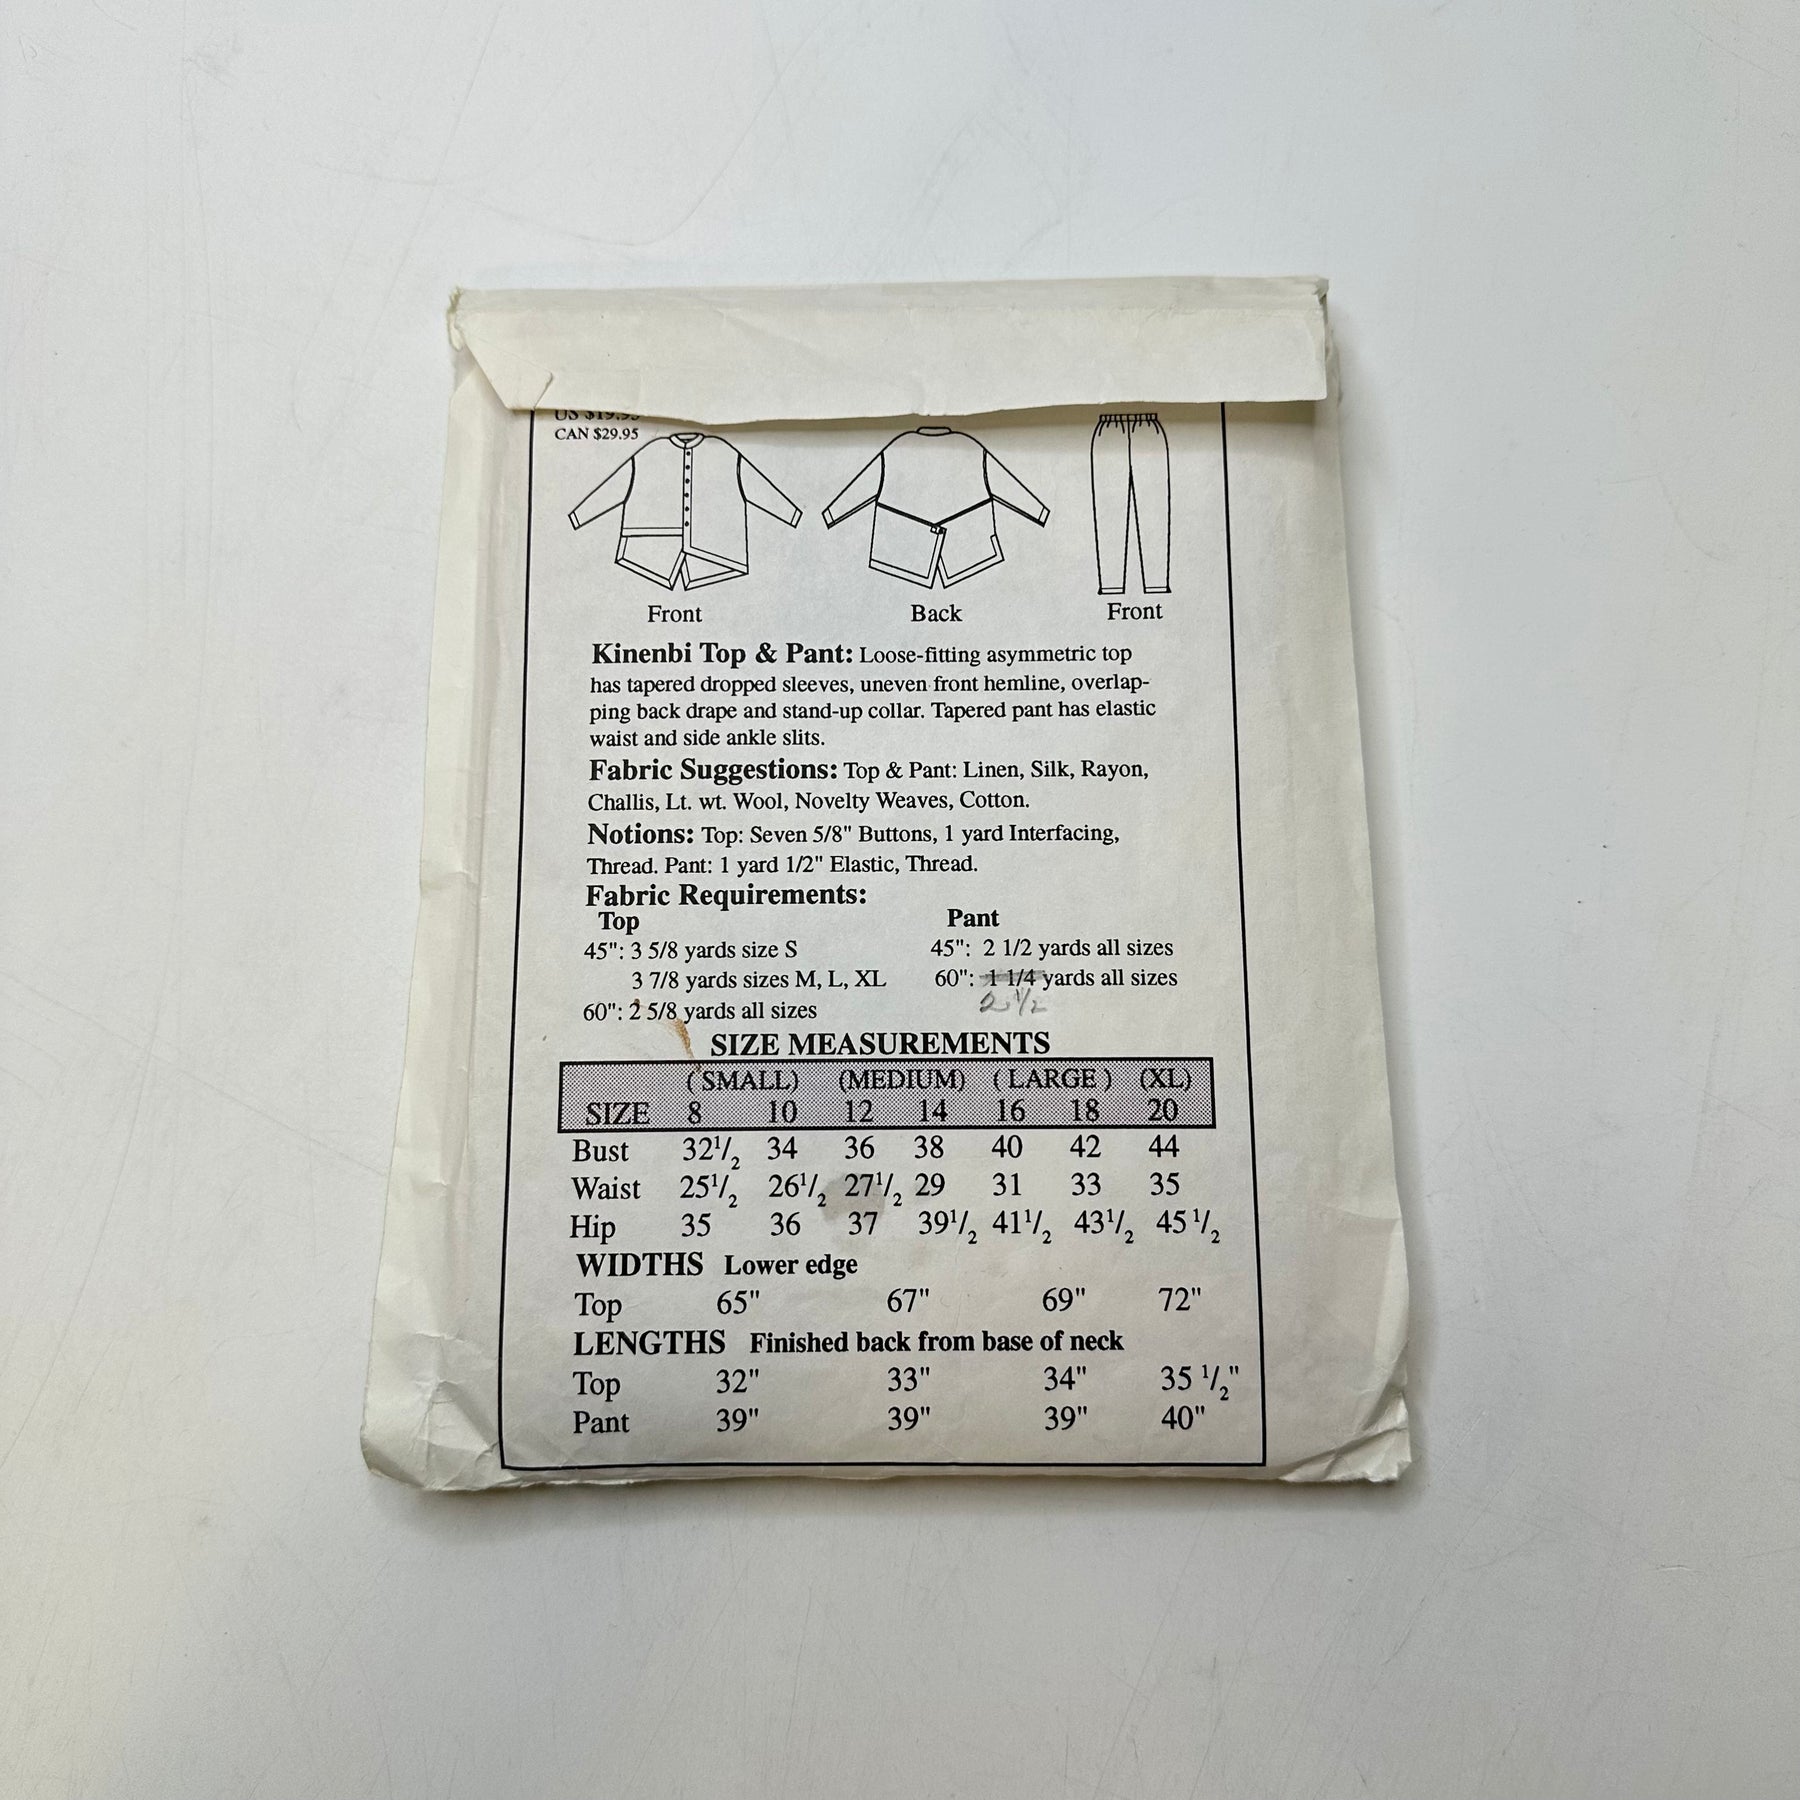 US $19.95
CAN $29.95
Front Back Front
Kinenbi Top & Pant: Loose-fitting asymmetric top
has tapered dropped sleeves, uneven front hemline, overlap-
ping back drape and stand-up collar. Tapered pant has elastic
waist and side ankle slits.
Fabric Suggestions: Top & Pant: Linen, Silk, Rayon,
Challis, Lt. wt. Wool, Novelty Weaves, Cotton.
Notions: Top: Seven 5/8" Buttons, 1 yard Interfacing,
Thread. Pant: 1 yard 1/2" Elastic, Thread.
Fabric Requirements:
Top Pant
45": 3 5/8 yards size S 45": 2 1/2 yards all sizes
3 7/8 yards sizes M, L, XL 60": 1 1/4 yards all sizes
60": 2 5/8 yards all sizes 2 1/2
SIZE MEASUREMENTS
(SMALL) (MEDIUM) (LARGE) (XL)
SIZE 8 10 12 14 16 18 20
Bust 32 1/2 34 36 38 40 42 44
Waist 25 1/2 26 1/2 27 1/2 29 31 33 35
Hip 35 36 37 39 1/2 41 1/2 43 1/2 45 1/2
WIDTHS Lower edge
Top 65" 67" 69" 72"
LENGTHS Finished back from base of neck
Top 32" 33" 34" 35 1/2"
Pant 39" 39" 39" 40"